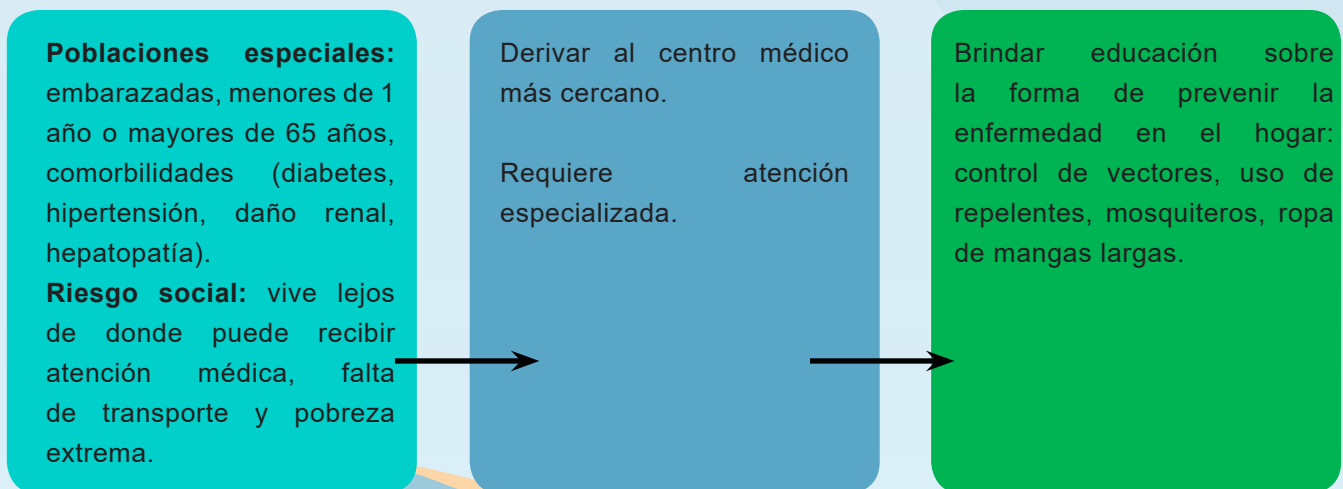 Poblaciones especiales:
embarazadas, menores de 1
año o mayores de 65 años,
comorbilidades (diabetes,
hipertensión, daño renal,
hepatopatía).
Riesgo social: vive lejos
de donde puede recibir
atención médica, falta
de transporte y pobreza
extrema.
Derivar al centro médico
más cercano.
Requiere atención
especializada.
Brindar educación sobre
la forma de prevenir la
enfermedad en el hogar:
control de vectores, uso de
repelentes, mosquiteros, ropa
de mangas largas.